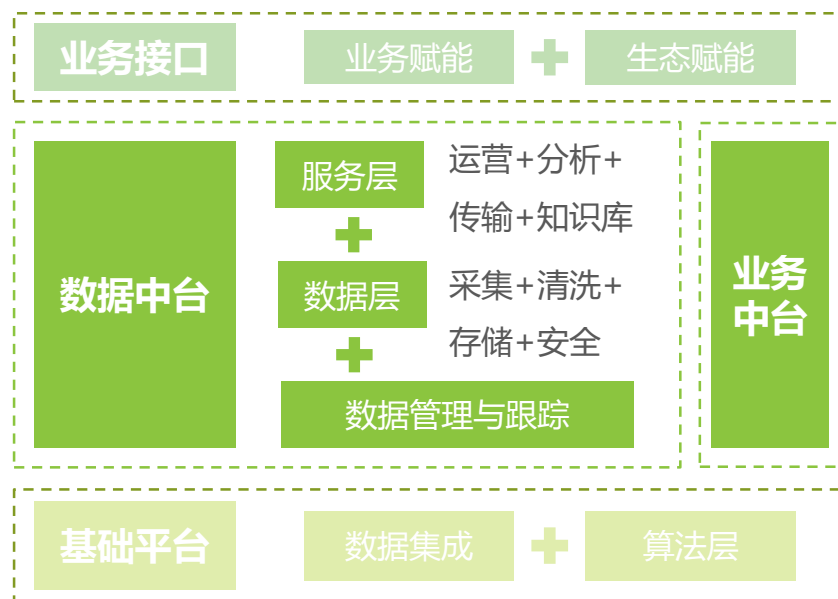 业务接口
业务赋能
生态赋能
数据中台
服务层
运营+分析+
传输+知识库
数据层
采集+清洗+
存储+安全
数据管理与跟踪
业务
中台
基础平台
数据集成
算法层